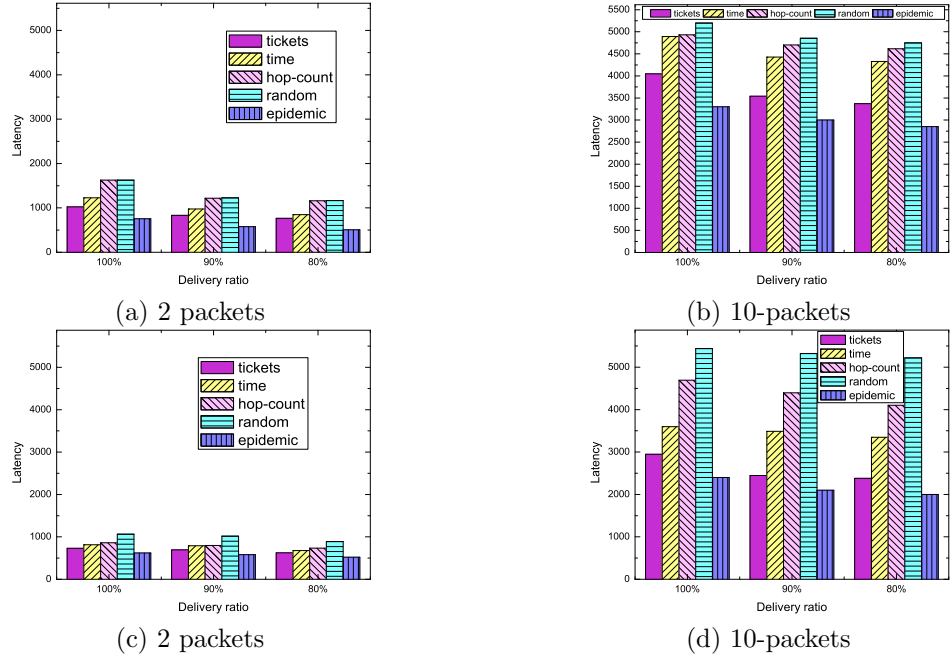 tickets
time
hop-count
random
epidemic
Latency
5000
4000
3000
2000
1000
0
100%
90%
80%
Delivery ratio
(a) 2 packets
tickets time hop-count random epidemic
Latency
5500
5000
4500
4000
3500
3000
2500
2000
1500
1000
500
0
100%
90%
80%
Delivery ratio
(b) 10-packets
tickets
time
hop-count
random
epidemic
Latency
5000
4000
3000
2000
1000
0
100%
90%
80%
Delivery ratio
(c) 2 packets
tickets
time
hop-count
random
epidemic
Latency
5000
4000
3000
2000
1000
0
100%
90%
80%
Delivery ratio
(d) 10-packets